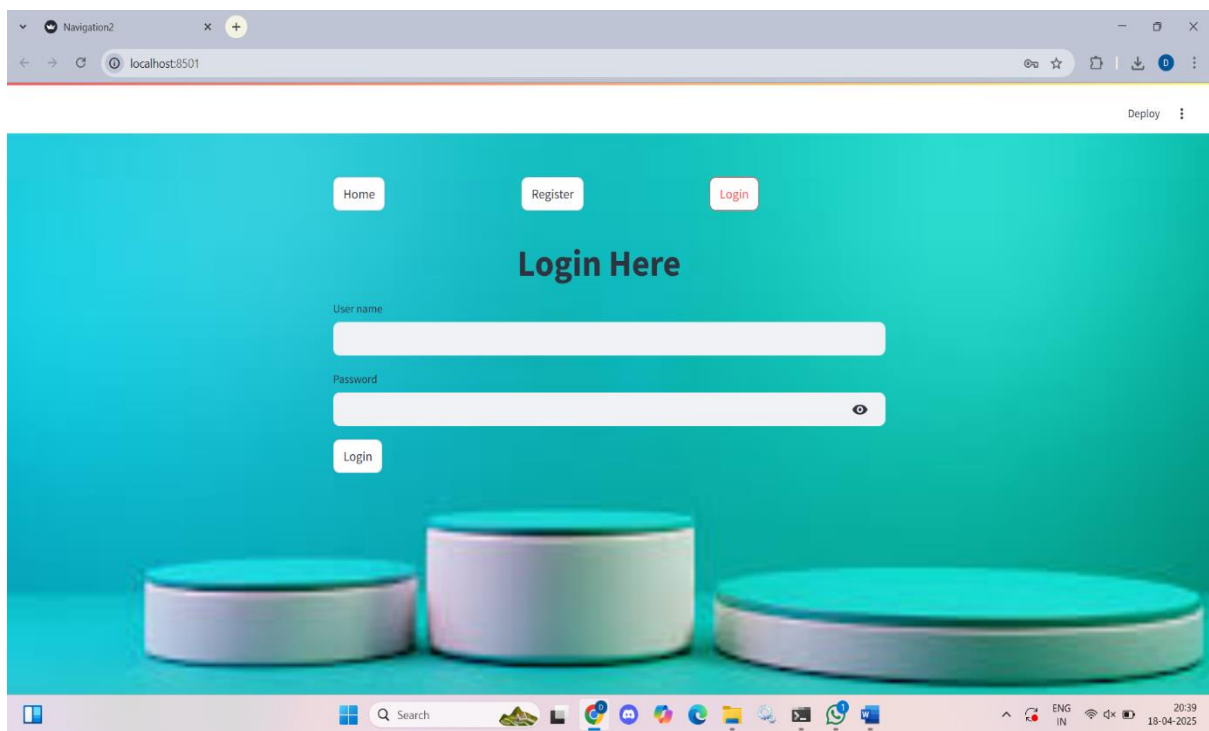 Navigation2
localhost:8501
D
Deploy
Home Register Login
Login Here
User name
Password
Login
Search
ENG
IN
20:39
18-04-2025